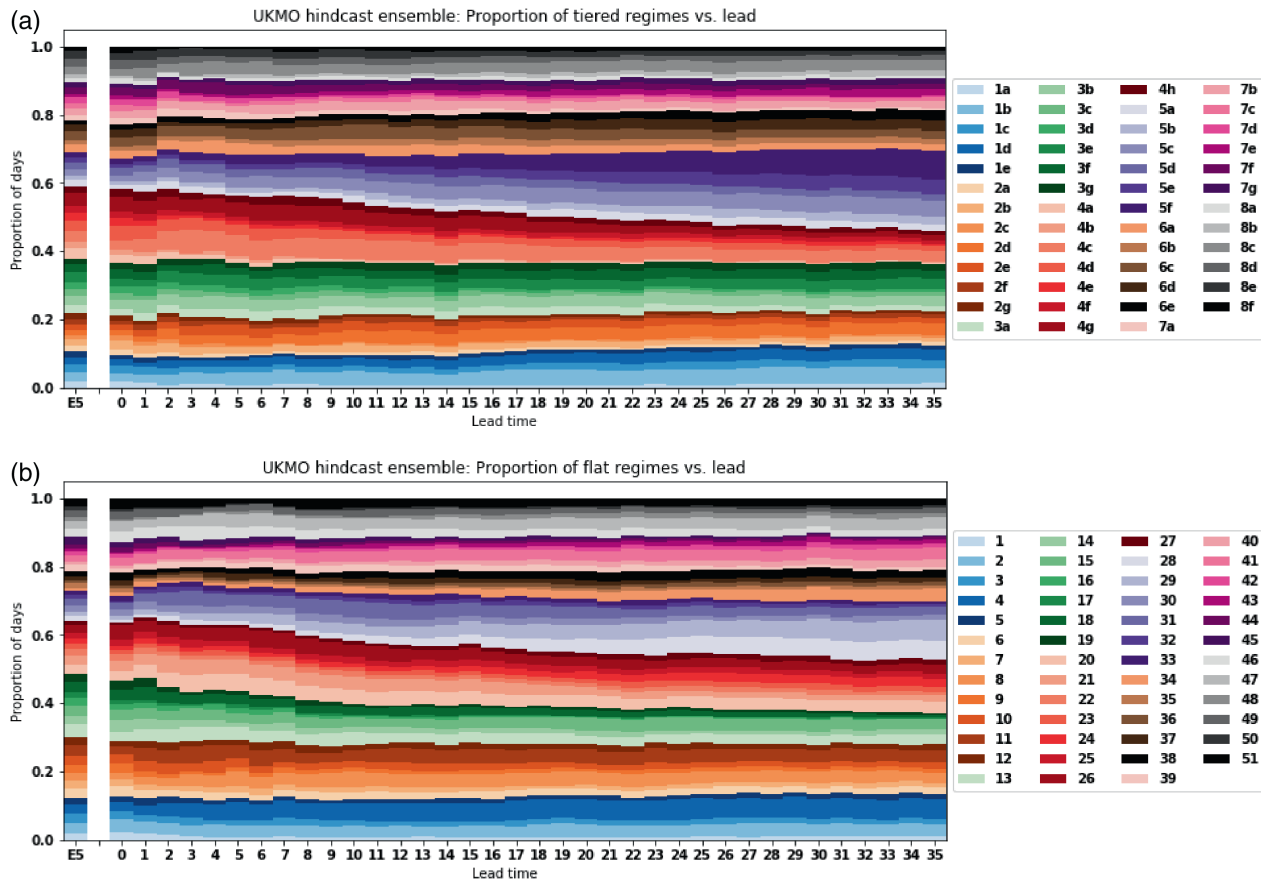 (a)
UKMO hindcast ensemble: Proportion of tiered regimes vs. lead
Proportion of days
1.0
0.8
0.6
0.4
0.2
0.0
E5 0 1 2 3 4 5 6 7 8 9 10 11 12 13 14 15 16 17 18 19 20 21 22 23 24 25 26 27 28 29 30 31 32 33 34 35
Lead time
1a 3b 4h 7b
1b 3c 5a 7c
1c 3d 5b 7d
1d 3e 5c 7e
1e 3f 5d 7f
2a 3g 5e 7g
2b 4a 5f 8a
2c 4b 6a 8b
2d 4c 6b 8c
2e 4d 6c 8d
2f 4e 6d 8e
2g 4f 6e 8f
3a 4g 7a
(b)
UKMO hindcast ensemble: Proportion of flat regimes vs. lead
Proportion of days
1.0
0.8
0.6
0.4
0.2
0.0
E5 0 1 2 3 4 5 6 7 8 9 10 11 12 13 14 15 16 17 18 19 20 21 22 23 24 25 26 27 28 29 30 31 32 33 34 35
Lead time
1 14 27 40
2 15 28 41
3 16 29 42
4 17 30 43
5 18 31 44
6 19 32 45
7 20 33 46
8 21 34 47
9 22 35 48
10 23 36 49
11 24 37 50
12 25 38 51
13 26 39